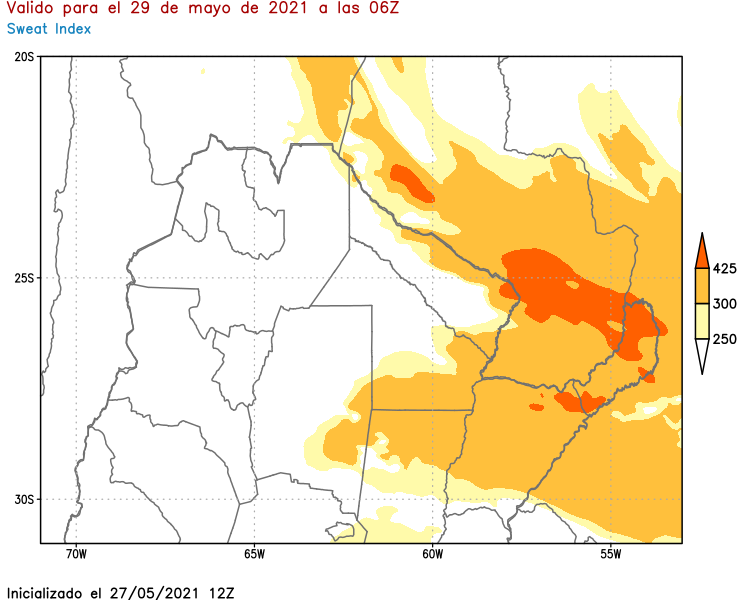 Valido para el 29 de mayo de 2021 a las 06Z
Sweat Index
20S
25S
30S
70W
65W
60W
55W
425
300
250
Inicializado el 27/05/2021 12Z